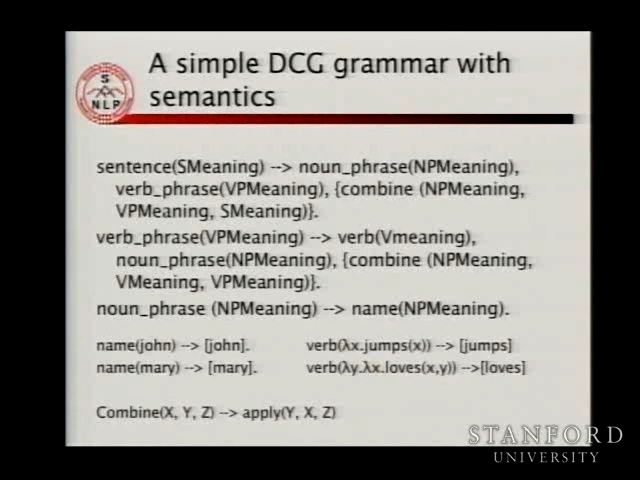 A simple DCG grammar with
semantics
S
NLP
sentence(SMeaning) --> noun_phrase(NPMeaning),
verb_phrase(VPMeaning), {combine (NPMeaning,
VPMeaning, SMeaning)}.
verb_phrase(VPMeaning) --> verb(Vmeaning),
noun_phrase(NPMeaning), {combine (NPMeaning,
VMeaning, VPMeaning)}.
noun_phrase (NPMeaning) --> name(NPMeaning).
name(john) --> [john]. verb(λx.jumps(x)) --> [jumps]
name(mary) --> [mary]. verb(λy.λx.loves(x,y)) -->[loves]
Combine(X, Y, Z) --> apply(Y, X, Z)
STANFORD
UNIVERSITY